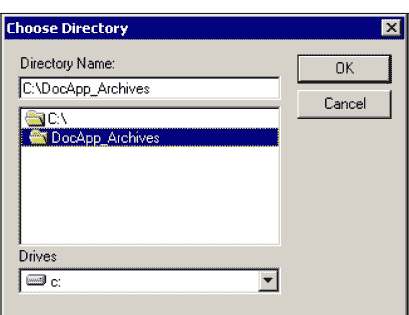 Choose Directory
Directory Name:
C:\DocApp_Archives
C:\
DocApp_Archives
Drives
c:
OK
Cancel